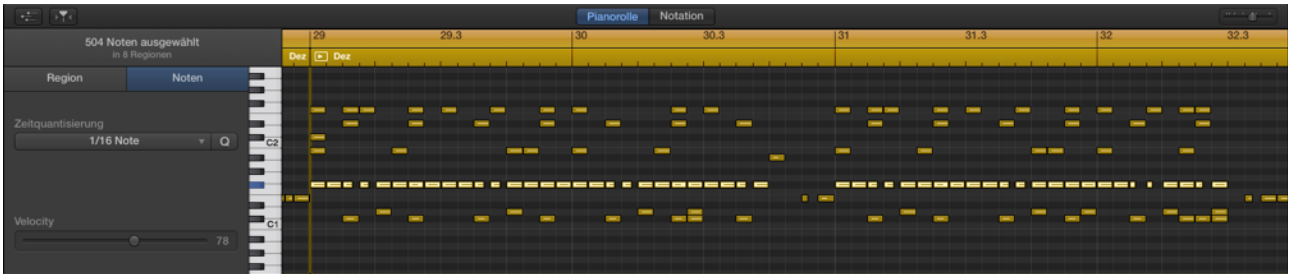 Pianorolle Notation
504 Noten ausgewählt
in 8 Regionen
29 29.3 30 30.3 31 31.3 32 32.3
Dez Dez
Region Noten
Zeitquantisierung
1/16 Note Q
C2
Velocity
C1
78